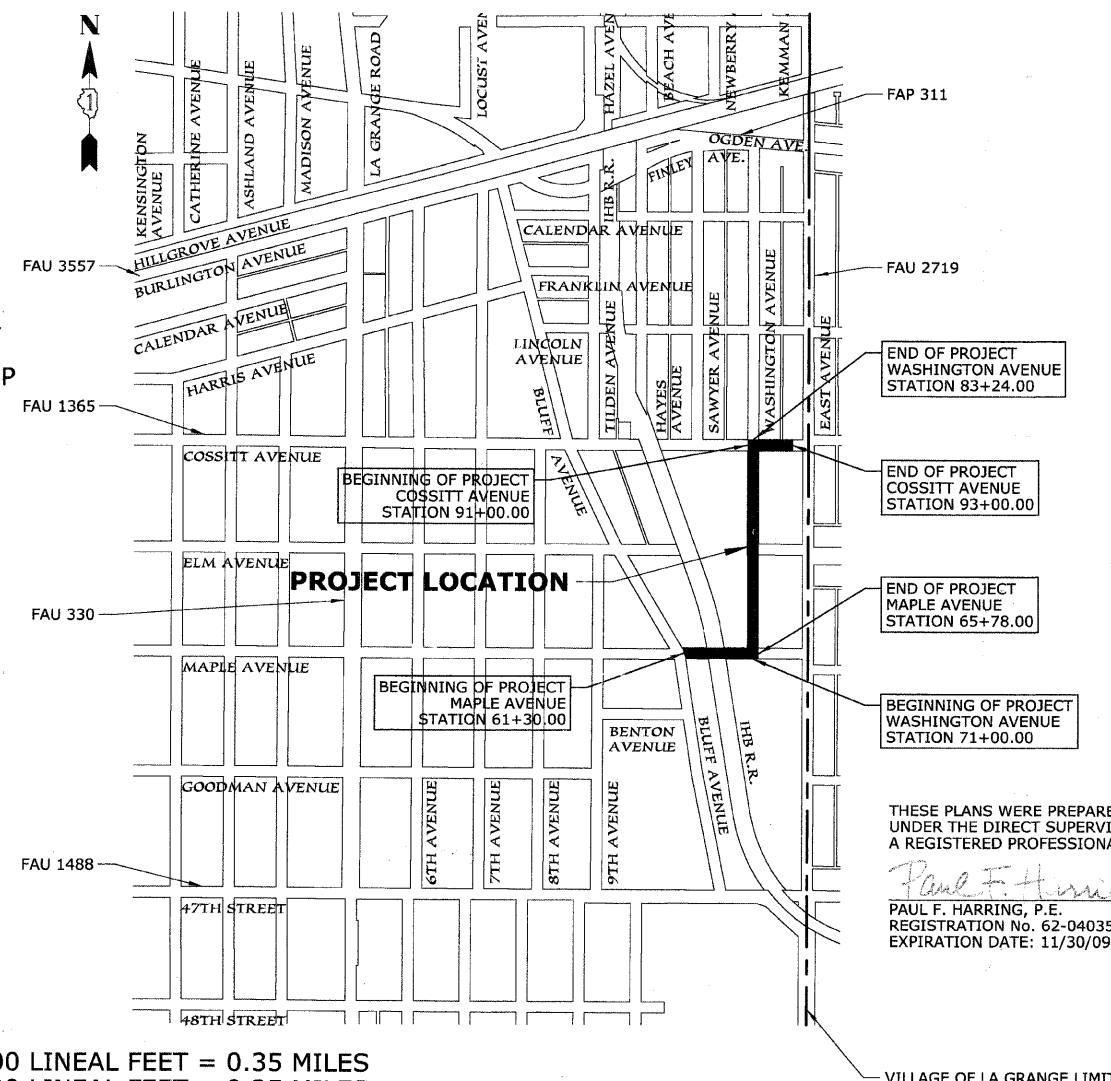 N
1
KENSINGTON
AVENUE
CATHERINE AVENUE
ASHLAND AVENUE
MADISON AVENUE
LA GRANGE ROAD
LOCUST AVEN
HAZEL AVEN
BEACH AVE
NEWBERRY
KEMMAN
FAP 311
OGDEN AVE.
AVE.
FINLEY
IHB R.R.
HILLGROVE AVENUE
FAU 3557
BURLINGTON AVENUE
CALENDAR AVENUE
CALENDAR AVENUE
FAU 2719
FRANKLIN AVENUE
LINCOLN
AVENUE
TILDEN AVENUE
HAYES
AVENUE
SAWYER AVENUE
WASHINGTON AVENUE
EAST AVENUE
HARRIS AVENUE
P
FAU 1365
BLUFF
AVENUE
END OF PROJECT
WASHINGTON AVENUE
STATION 83+24.00
COSSITT AVENUE
BEGINNING OF PROJECT
COSSITT AVENUE
STATION 91+00.00
END OF PROJECT
COSSITT AVENUE
STATION 93+00.00
ELM AVENUE
PROJECT LOCATION
FAU 330
END OF PROJECT
MAPLE AVENUE
STATION 65+78.00
MAPLE AVENUE
BEGINNING OF PROJECT
MAPLE AVENUE
STATION 61+30.00
BEGINNING OF PROJECT
WASHINGTON AVENUE
STATION 71+00.00
BENTON
AVENUE
BLUFF AVENUE
IHB R.R.
GOODMAN AVENUE
6TH AVENUE
7TH AVENUE
8TH AVENUE
9TH AVENUE
FAU 1488
47TH STREET
48TH STREET
THESE PLANS WERE PREPARE
UNDER THE DIRECT SUPERVI
A REGISTERED PROFESSIONA
Paul F. Harri
PAUL F. HARRING, P.E.
REGISTRATION No. 62-04035
EXPIRATION DATE: 11/30/09
00 LINEAL FEET = 0.35 MILES
VILLAGE OF LA GRANGE LIMIT